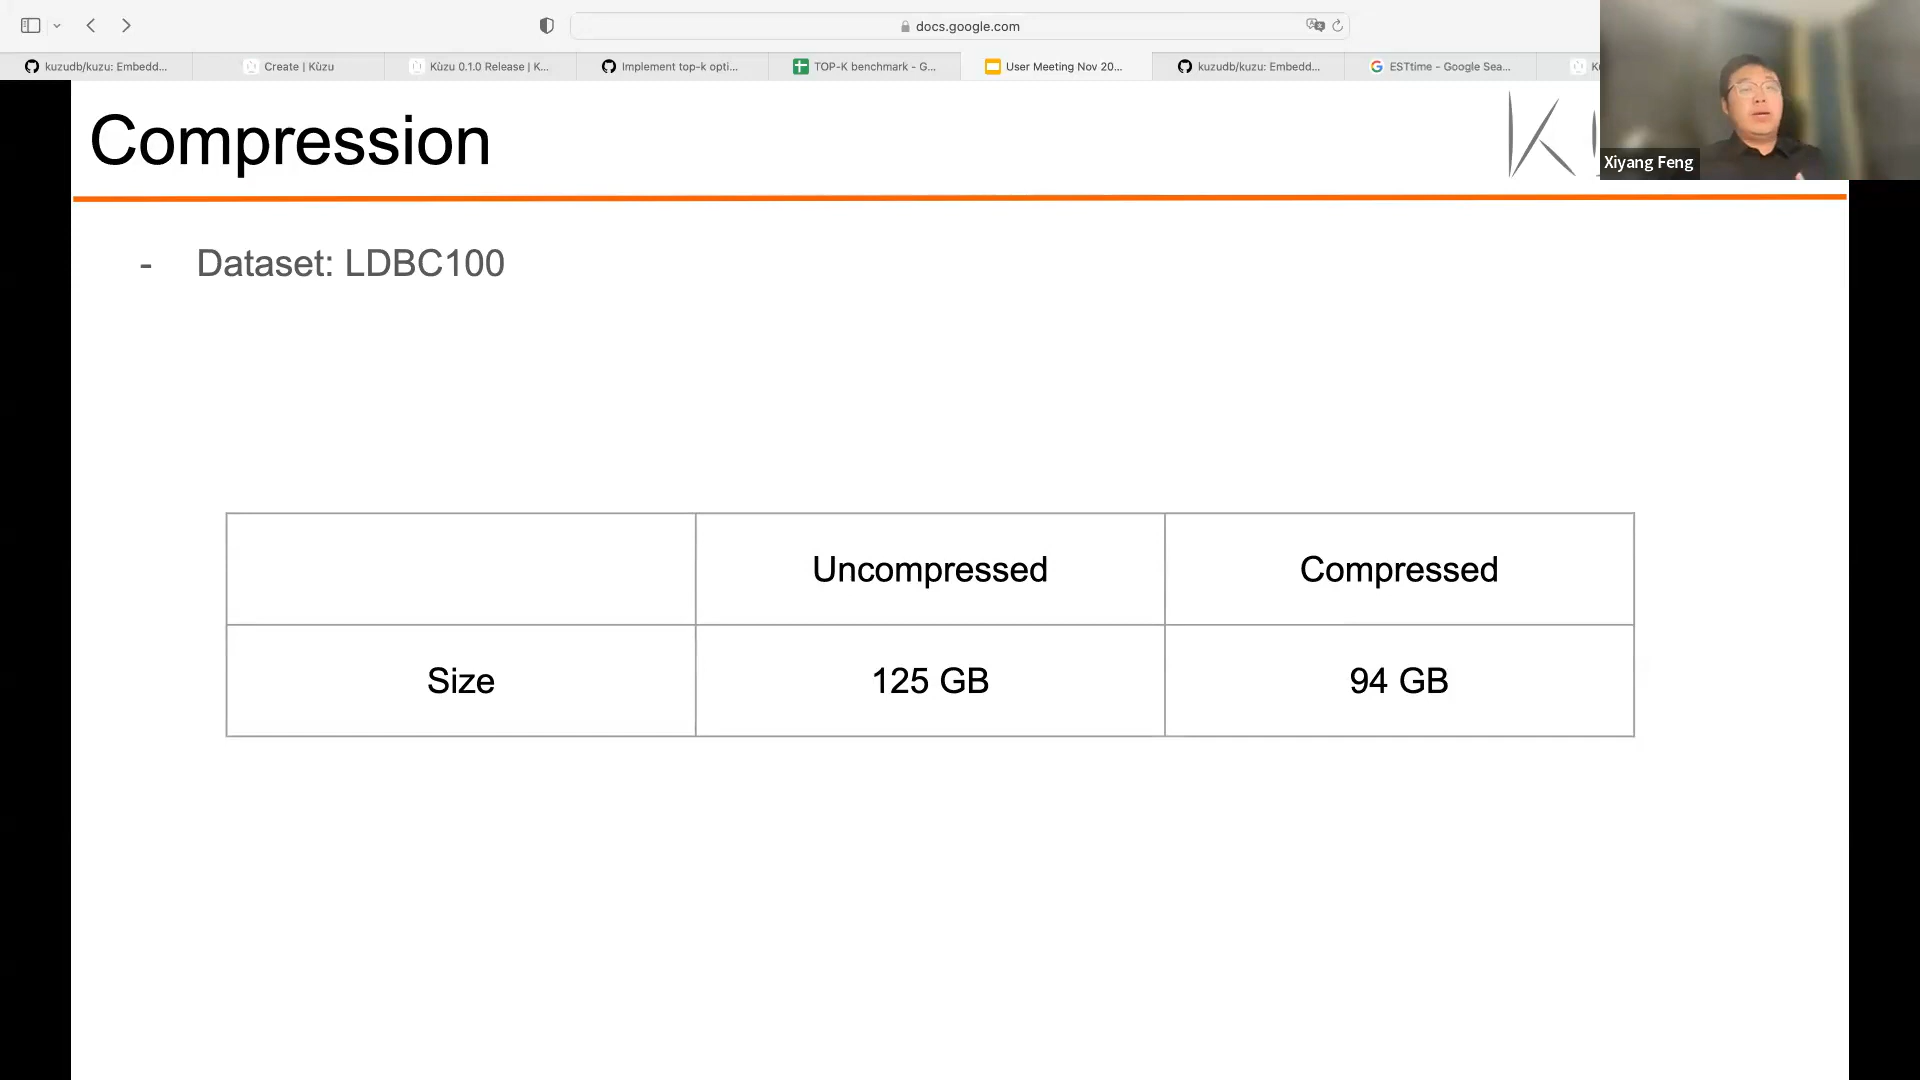 docs.google.com
kuzudb/kuzu: Embedd...
Create | Kùzu
Kùzu 0.1.0 Release | K...
Implement top-k opti...
TOP-K benchmark - G...
User Meeting Nov 20...
kuzudb/kuzu: Embedd...
ESTtime - Google Sea...
Compression
Xiyang Feng
- Dataset: LDBC100
Uncompressed
Compressed
Size
125 GB
94 GB